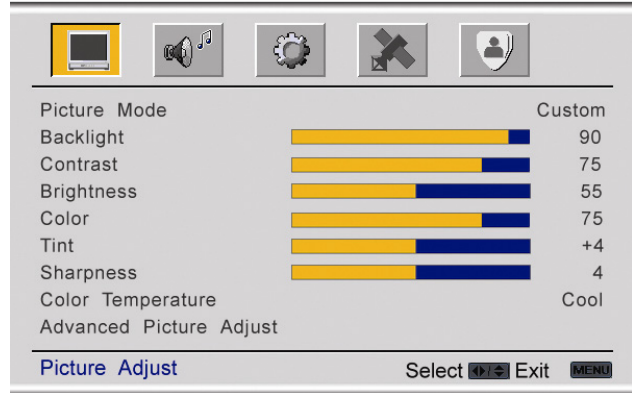 Picture Mode Custom
Backlight 90
Contrast 75
Brightness 55
Color 75
Tint +4
Sharpness 4
Color Temperature Cool
Advanced Picture Adjust
Picture Adjust Select / Exit MENU